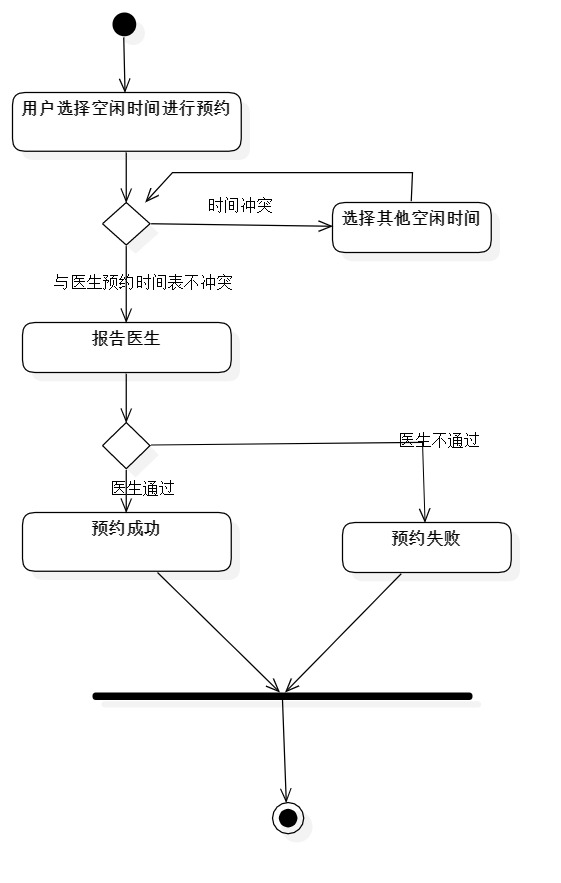 用户选择空闲时间进行预约
时间冲突
选择其他空闲时间
与医生预约时间表不冲突
报告医生
医生不通过
医生通过
预约成功
预约失败